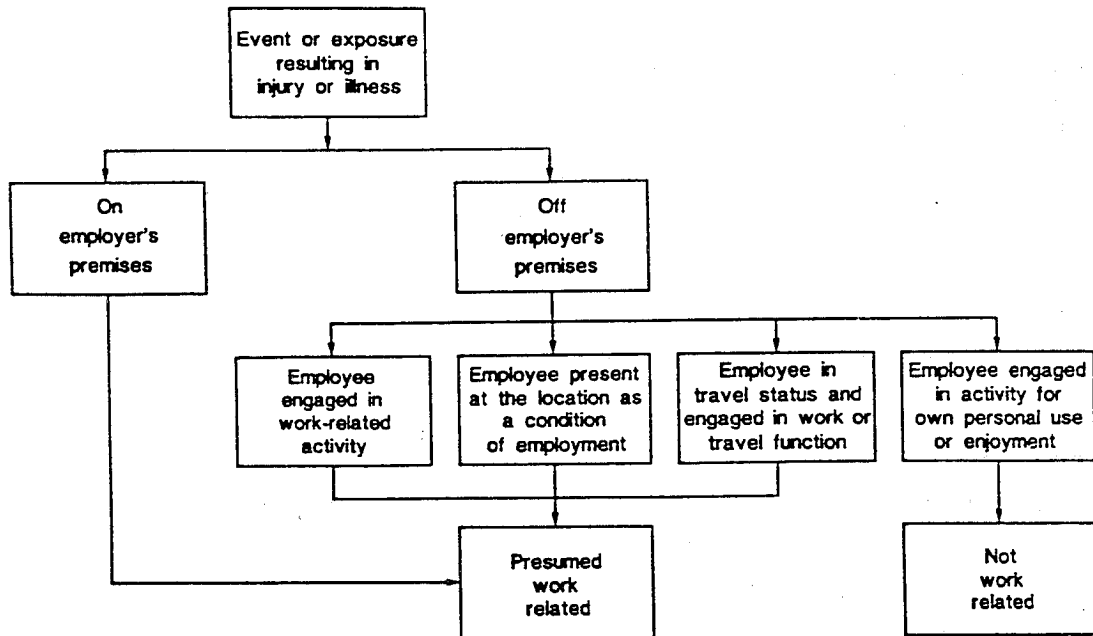 Event or exposure
resulting in
injury or illness
On
employer's
premises
Off
employer's
premises
Employee
engaged in
work-related
activity
Employee present
at the location as
a condition
of employment
Employee in
travel status and
engaged in work or
travel function
Employee engaged
in activity for
own personal use
or enjoyment
Presumed
work
related
Not
work
related